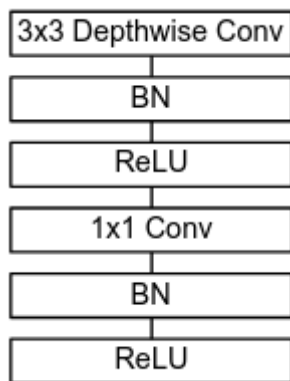 3x3 Depthwise Conv
BN
ReLU
1x1 Conv
BN
ReLU